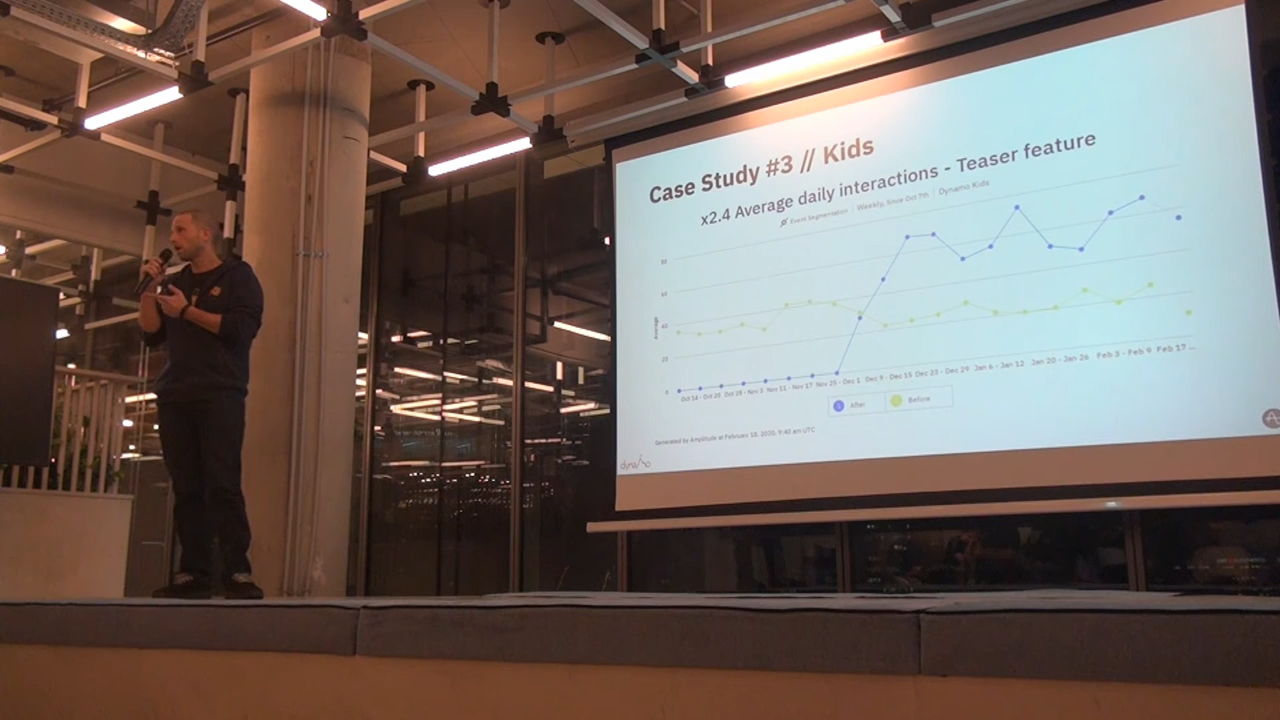 Case Study #3 // Kids
x2.4 Average daily interactions - Teaser feature
Event Segmentation | Weekly, Since Oct 7th | Dynamo Kids
80
60
40
20
0
Average
Oct 14 - Oct 20 Oct 28 - Nov 3 Nov 11 - Nov 17 Nov 25 - Dec 1 Dec 9 - Dec 15 Dec 23 - Dec 29 Jan 6 - Jan 12 Jan 20 - Jan 26 Feb 3 - Feb 9 Feb 17 ...
After Before
Generated by Amplitude at February 18, 2020, 9:40 am UTC
dynamo
A